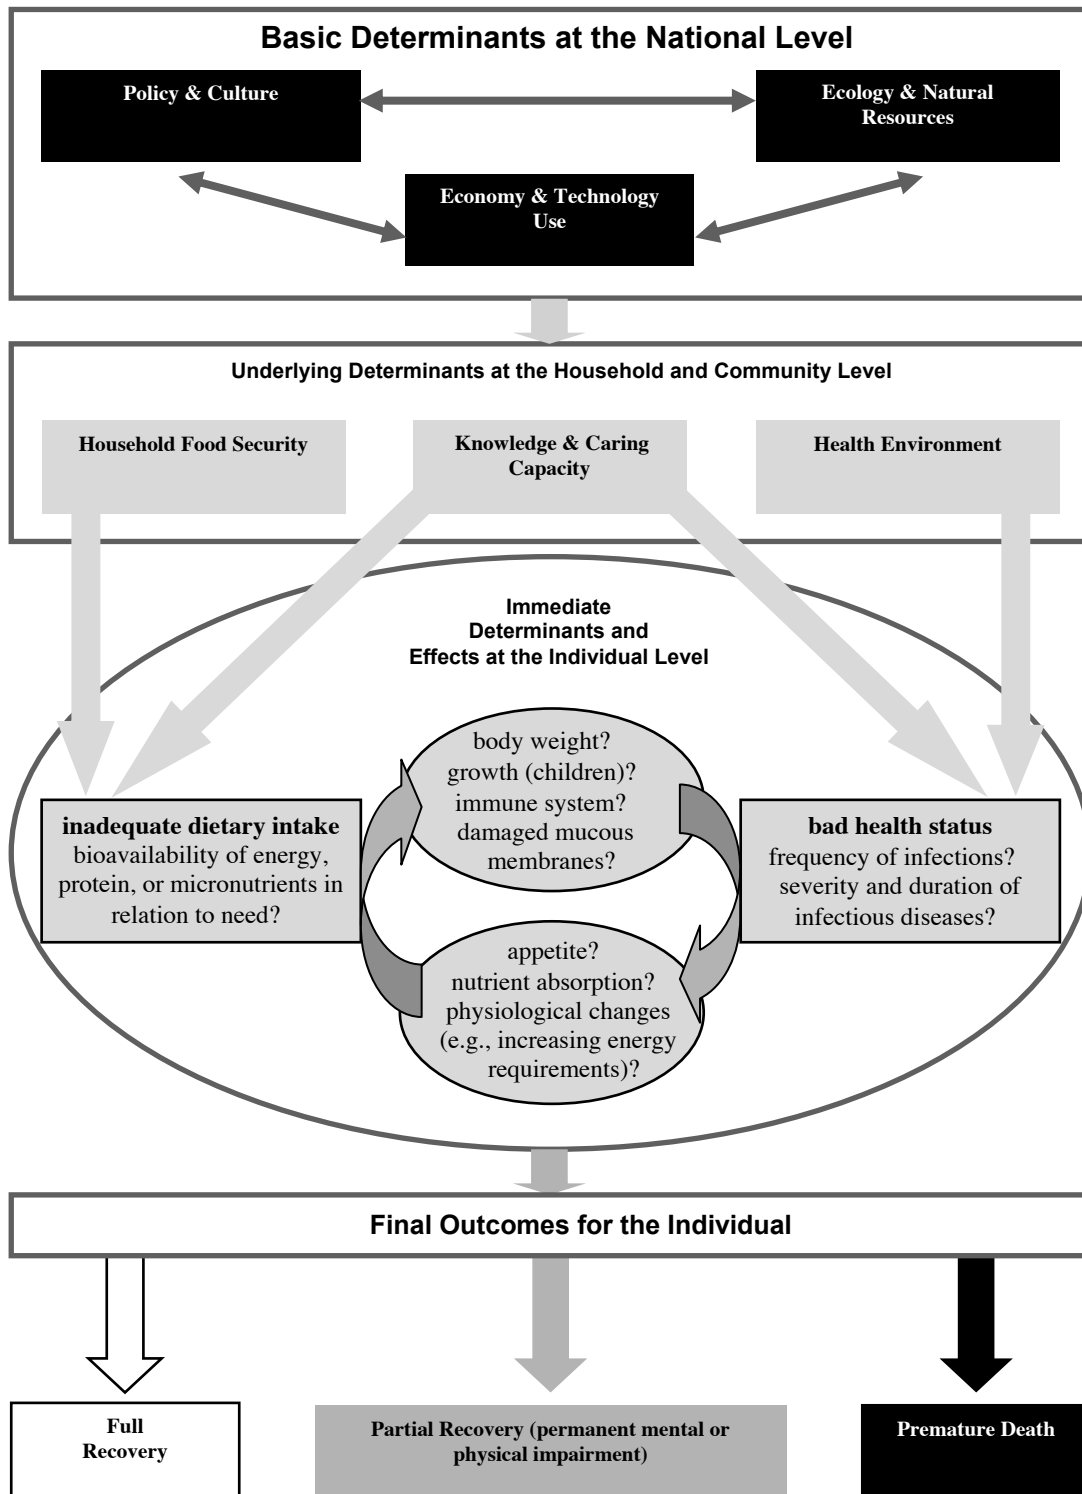 Basic Determinants at the National Level
Policy & Culture
Ecology & Natural
Resources
Economy & Technology
Use
Underlying Determinants at the Household and Community Level
Household Food Security
Knowledge & Caring
Capacity
Health Environment
Immediate
Determinants and
Effects at the Individual Level
body weight?
growth (children)?
immune system?
damaged mucous
membranes?
inadequate dietary intake
bioavailability of energy,
protein, or micronutrients in
relation to need?
bad health status
frequency of infections?
severity and duration of
infectious diseases?
appetite?
nutrient absorption?
physiological changes
(e.g., increasing energy
requirements)?
Final Outcomes for the Individual
Full
Recovery
Partial Recovery (permanent mental or
physical impairment)
Premature Death